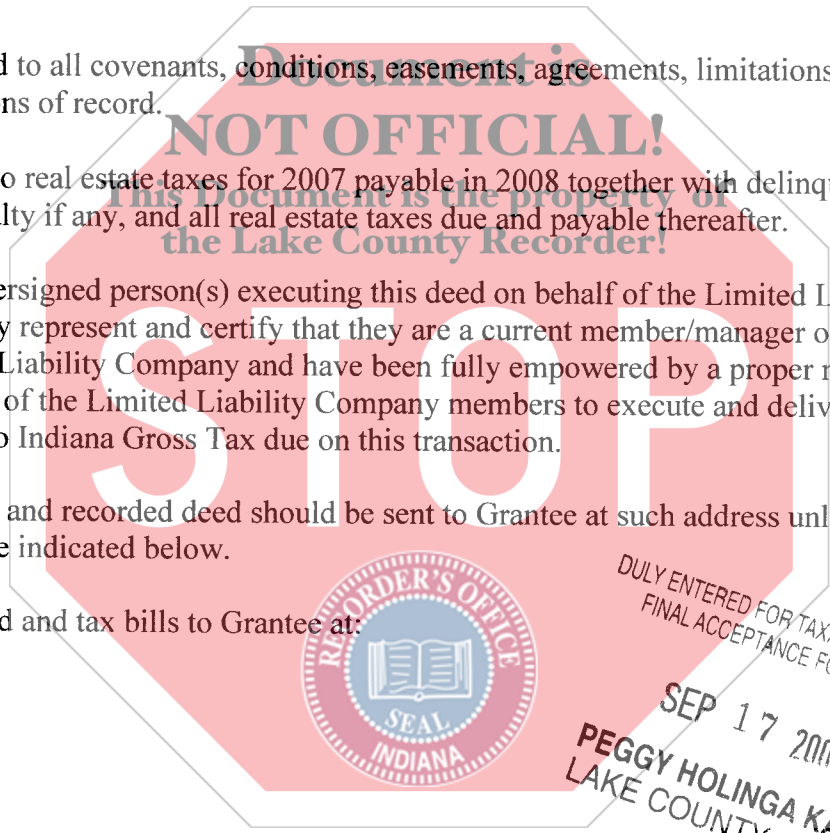 Document is
d to all covenants, conditions, easements, agreements, limitations
ns of record.
NOT OFFICIAL!
o real estate taxes for 2007 payable in 2008 together with delinqu
This Document is the property of
lty if any, and all real estate taxes due and payable thereafter.
the Lake County Recorder!
ersigned person(s) executing this deed on behalf of the Limited L
y represent and certify that they are a current member/manager o
Liability Company and have been fully empowered by a proper r
of the Limited Liability Company members to execute and deliv
o Indiana Gross Tax due on this transaction.
STOP
and recorded deed should be sent to Grantee at such address unl
e indicated below.
d and tax bills to Grantee at:
RECORDER'S OFFICE
SEAL
INDIANA
DULY ENTERED FOR TAXA
FINAL ACCEPTANCE FO
SEP 17 200
PEGGY HOLINGA KA
LAKE COUNTY